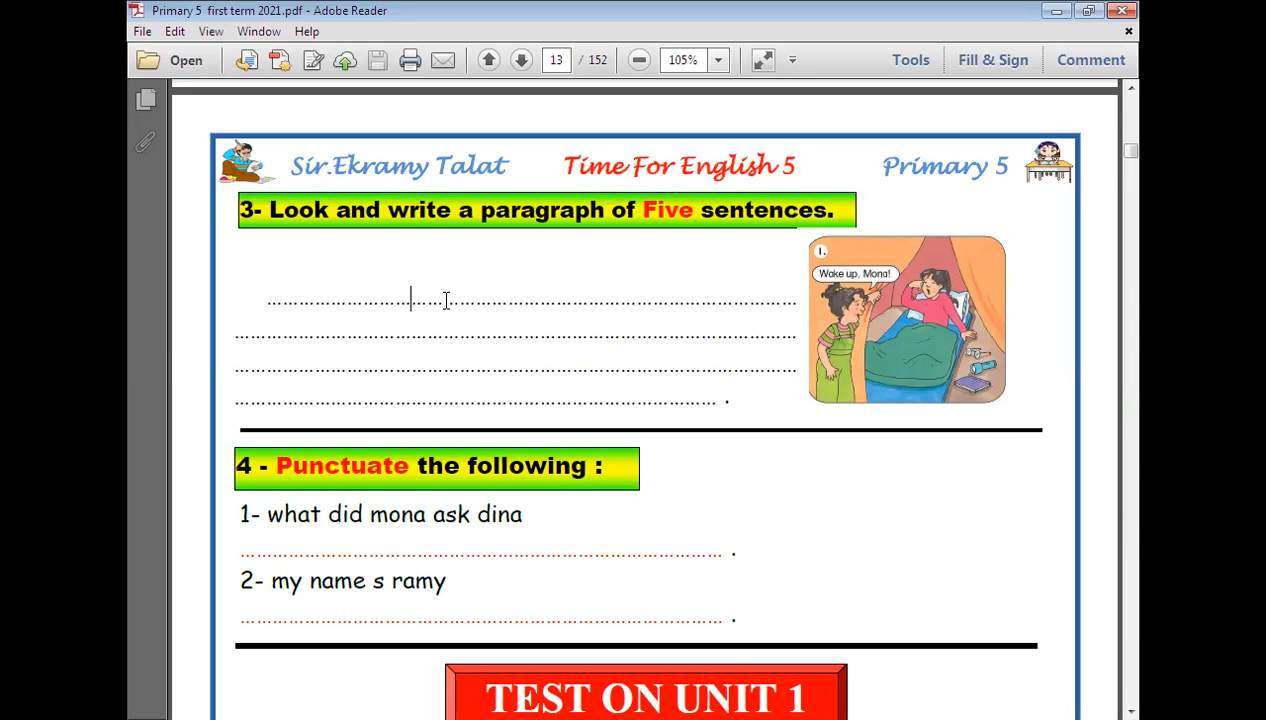 Primary 5 first term 2021.pdf - Adobe Reader
File Edit View Window Help
Open 13 / 152 105% Tools Fill & Sign Comment
Sir.Ekramy Talat Time For English 5 Primary 5
3- Look and write a paragraph of Five sentences.
1.
Wake up, Mona!
........................................................................
........................................................................
........................................................................
............................................................. .
4 - Punctuate the following :
1- what did mona ask dina
............................................................. .
2- my name s ramy
............................................................. .
TEST ON UNIT 1